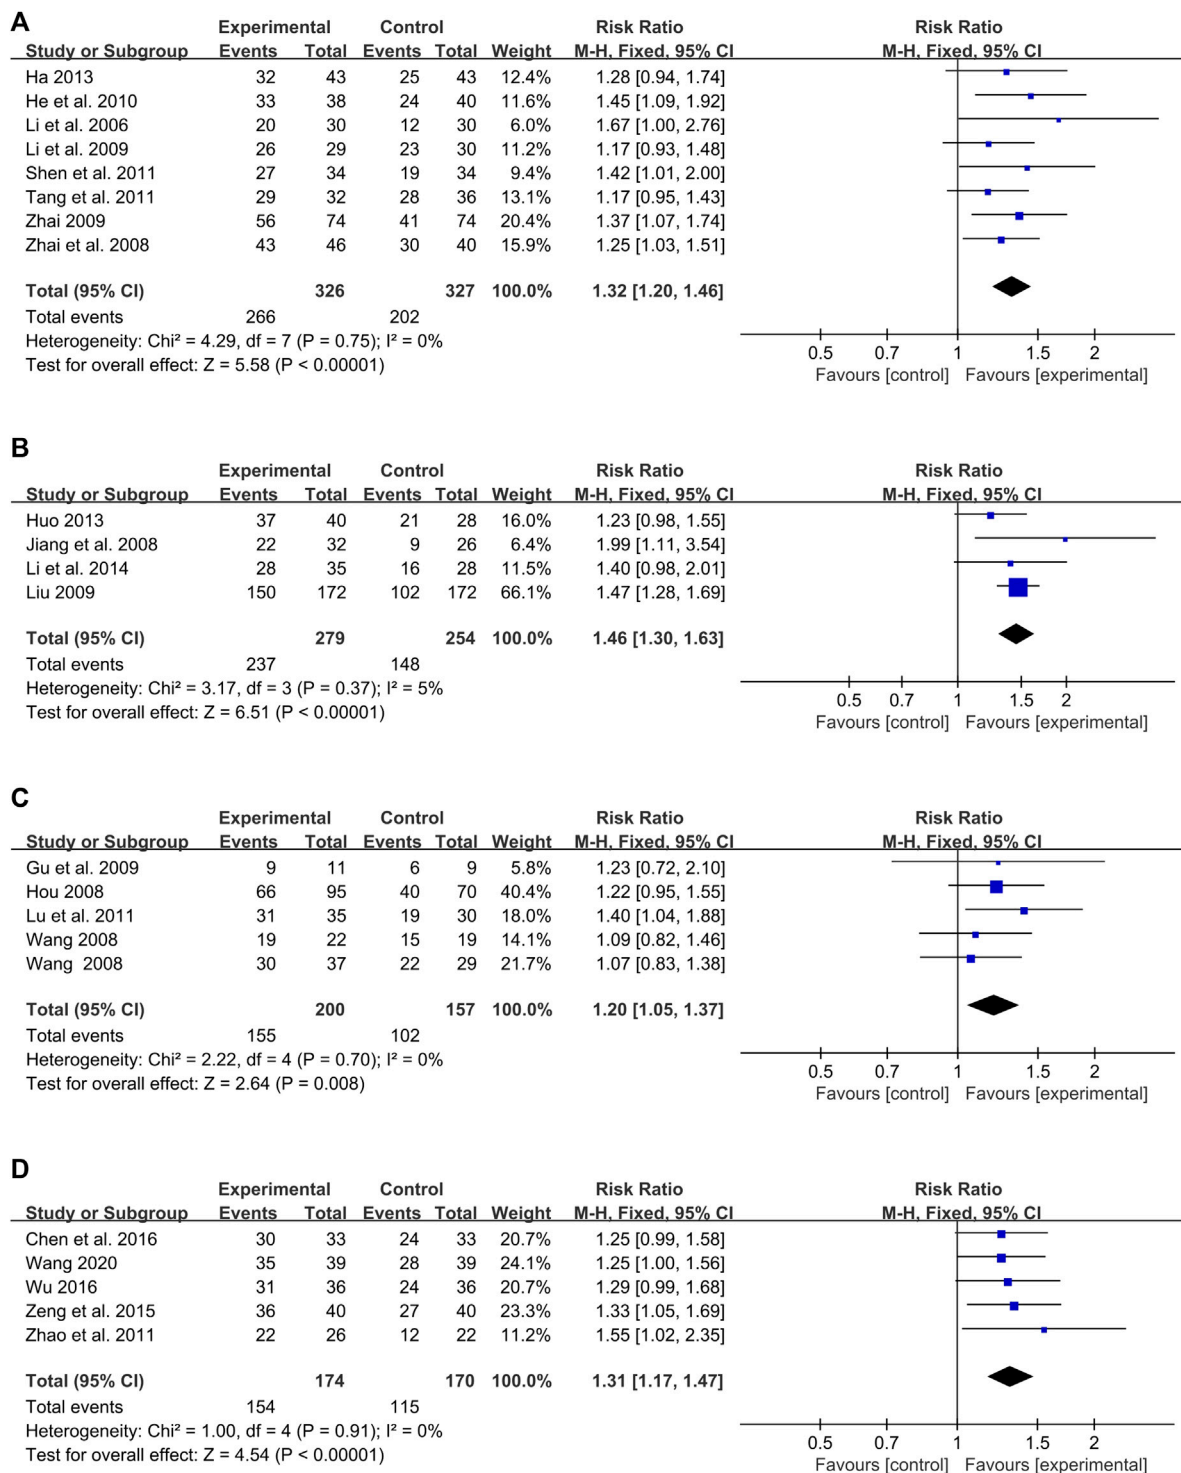 A
Experimental Control Risk Ratio Risk Ratio
Study or Subgroup Events Total Events Total Weight M-H, Fixed, 95% CI M-H, Fixed, 95% CI
Ha 2013 32 43 25 43 12.4% 1.28 [0.94, 1.74]
He et al. 2010 33 38 24 40 11.6% 1.45 [1.09, 1.92]
Li et al. 2006 20 30 12 30 6.0% 1.67 [1.00, 2.76]
Li et al. 2009 26 29 23 30 11.2% 1.17 [0.93, 1.48]
Shen et al. 2011 27 34 19 34 9.4% 1.42 [1.01, 2.00]
Tang et al. 2011 29 32 28 36 13.1% 1.17 [0.95, 1.43]
Zhai 2009 56 74 41 74 20.4% 1.37 [1.07, 1.74]
Zhai et al. 2008 43 46 30 40 15.9% 1.25 [1.03, 1.51]
Total (95% CI) 326 327 100.0% 1.32 [1.20, 1.46]
Total events 266 202
Heterogeneity: Chi² = 4.29, df = 7 (P = 0.75); I² = 0%
Test for overall effect: Z = 5.58 (P < 0.00001)
0.5 0.7 1 1.5 2
Favours [control] Favours [experimental]
B
Experimental Control Risk Ratio Risk Ratio
Study or Subgroup Events Total Events Total Weight M-H, Fixed, 95% CI M-H, Fixed, 95% CI
Huo 2013 37 40 21 28 16.0% 1.23 [0.98, 1.55]
Jiang et al. 2008 22 32 9 26 6.4% 1.99 [1.11, 3.54]
Li et al. 2014 28 35 16 28 11.5% 1.40 [0.98, 2.01]
Liu 2009 150 172 102 172 66.1% 1.47 [1.28, 1.69]
Total (95% CI) 279 254 100.0% 1.46 [1.30, 1.63]
Total events 237 148
Heterogeneity: Chi² = 3.17, df = 3 (P = 0.37); I² = 5%
Test for overall effect: Z = 6.51 (P < 0.00001)
0.5 0.7 1 1.5 2
Favours [control] Favours [experimental]
C
Experimental Control Risk Ratio Risk Ratio
Study or Subgroup Events Total Events Total Weight M-H, Fixed, 95% CI M-H, Fixed, 95% CI
Gu et al. 2009 9 11 6 9 5.8% 1.23 [0.72, 2.10]
Hou 2008 66 95 40 70 40.4% 1.22 [0.95, 1.55]
Lu et al. 2011 31 35 19 30 18.0% 1.40 [1.04, 1.88]
Wang 2008 19 22 15 19 14.1% 1.09 [0.82, 1.46]
Wang 2008 30 37 22 29 21.7% 1.07 [0.83, 1.38]
Total (95% CI) 200 157 100.0% 1.20 [1.05, 1.37]
Total events 155 102
Heterogeneity: Chi² = 2.22, df = 4 (P = 0.70); I² = 0%
Test for overall effect: Z = 2.64 (P = 0.008)
0.5 0.7 1 1.5 2
Favours [control] Favours [experimental]
D
Experimental Control Risk Ratio Risk Ratio
Study or Subgroup Events Total Events Total Weight M-H, Fixed, 95% CI M-H, Fixed, 95% CI
Chen et al. 2016 30 33 24 33 20.7% 1.25 [0.99, 1.58]
Wang 2020 35 39 28 39 24.1% 1.25 [1.00, 1.56]
Wu 2016 31 36 24 36 20.7% 1.29 [0.99, 1.68]
Zeng et al. 2015 36 40 27 40 23.3% 1.33 [1.05, 1.69]
Zhao et al. 2011 22 26 12 22 11.2% 1.55 [1.02, 2.35]
Total (95% CI) 174 170 100.0% 1.31 [1.17, 1.47]
Total events 154 115
Heterogeneity: Chi² = 1.00, df = 4 (P = 0.91); I² = 0%
Test for overall effect: Z = 4.54 (P < 0.00001)
0.5 0.7 1 1.5 2
Favours [control] Favours [experimental]